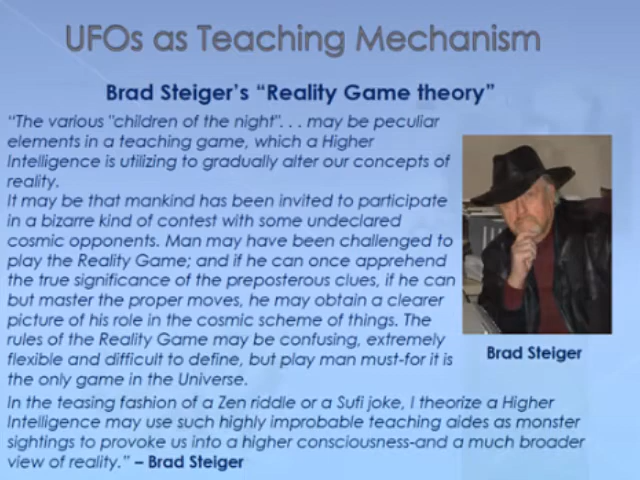 UFOs as Teaching Mechanism
Brad Steiger's “Reality Game theory”
“The various "children of the night". . . may be peculiar
elements in a teaching game, which a Higher
Intelligence is utilizing to gradually alter our concepts of
reality.
It may be that mankind has been invited to participate
in a bizarre kind of contest with some undeclared
cosmic opponents. Man may have been challenged to
play the Reality Game; and if he can once apprehend
the true significance of the preposterous clues, if he can
but master the proper moves, he may obtain a clearer
picture of his role in the cosmic scheme of things. The
rules of the Reality Game may be confusing, extremely
flexible and difficult to define, but play man must-for it is
the only game in the Universe.
Brad Steiger
In the teasing fashion of a Zen riddle or a Sufi joke, I theorize a Higher
Intelligence may use such highly improbable teaching aides as monster
sightings to provoke us into a higher consciousness-and a much broader
view of reality.” – Brad Steiger